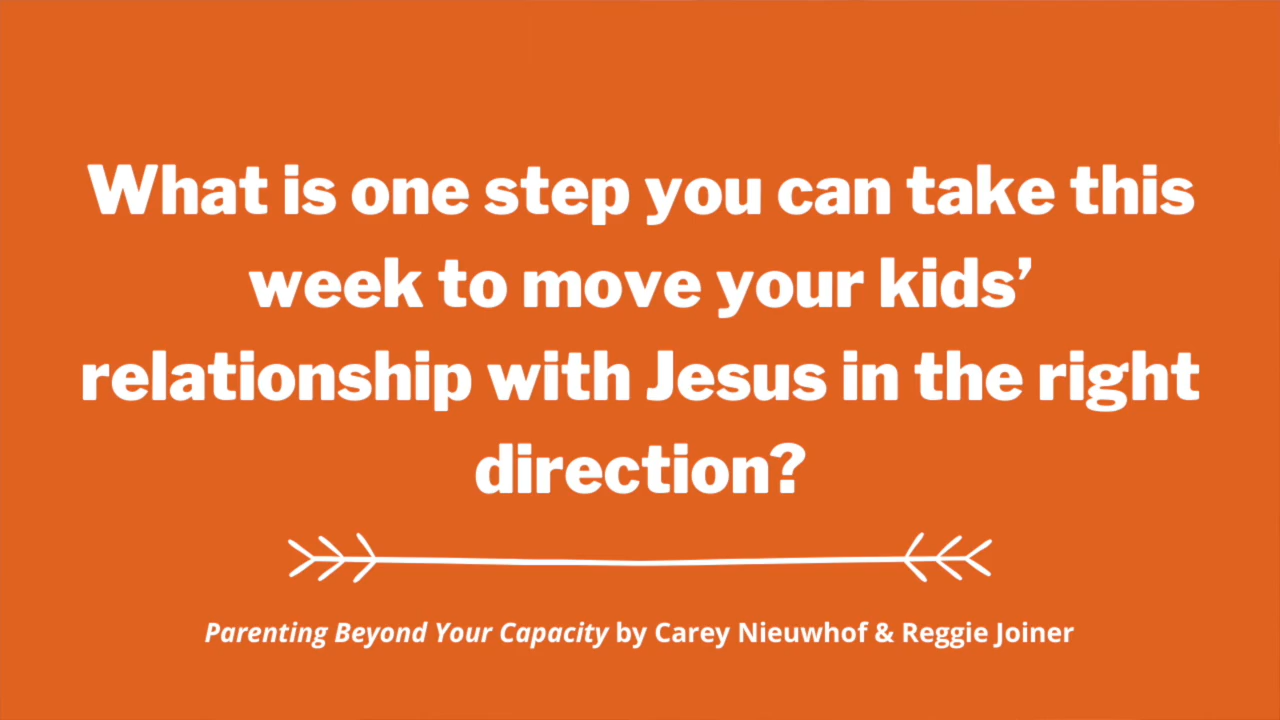 What is one step you can take this
week to move your kids’
relationship with Jesus in the right
direction?
Parenting Beyond Your Capacity by Carey Nieuwhof & Reggie Joiner